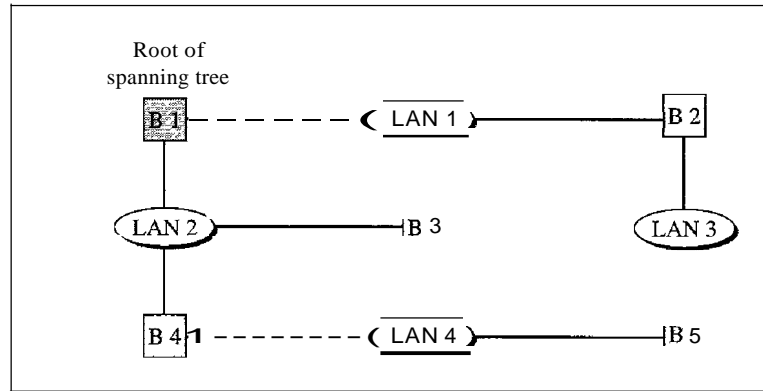 Root of
spanning tree
B 1
LAN 1
B 2
LAN 2
B 3
LAN 3
B 4
LAN 4
B 5